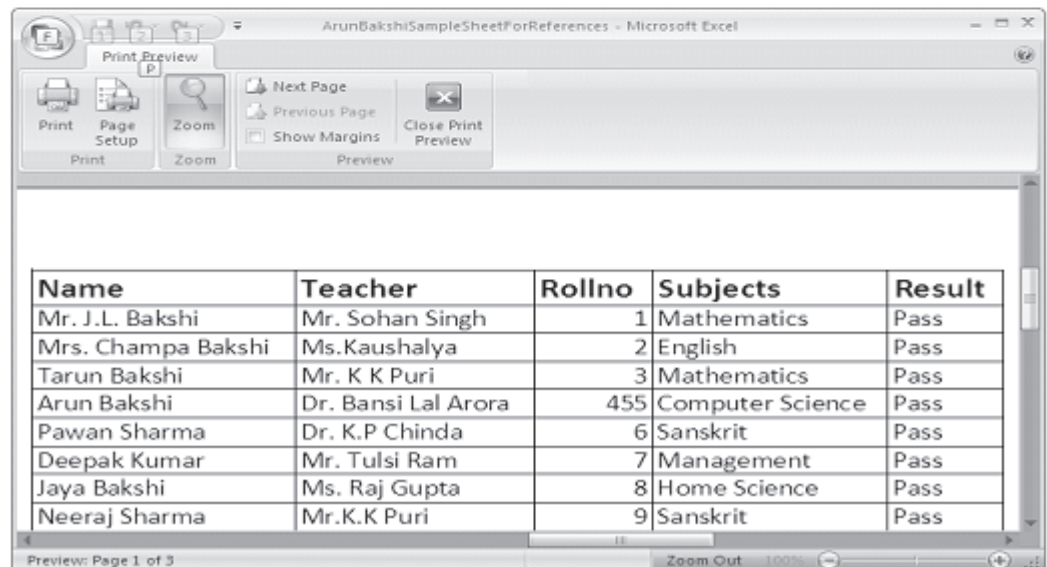 ArunBakshiSampleSheetForReferences - Microsoft Excel
F 1 2 3
Print Preview
P
Print
Page Setup
Zoom
Next Page
Previous Page
Show Margins
Close Print Preview
Print Zoom Preview
Name Teacher Rollno Subjects Result
Mr. J.L. Bakshi Mr. Sohan Singh 1 Mathematics Pass
Mrs. Champa Bakshi Ms.Kaushalya 2 English Pass
Tarun Bakshi Mr. K K Puri 3 Mathematics Pass
Arun Bakshi Dr. Bansi Lal Arora 455 Computer Science Pass
Pawan Sharma Dr. K.P Chinda 6 Sanskrit Pass
Deepak Kumar Mr. Tulsi Ram 7 Management Pass
Jaya Bakshi Ms. Raj Gupta 8 Home Science Pass
Neeraj Sharma Mr.K.K Puri 9 Sanskrit Pass
Preview: Page 1 of 3 Zoom Out 100%